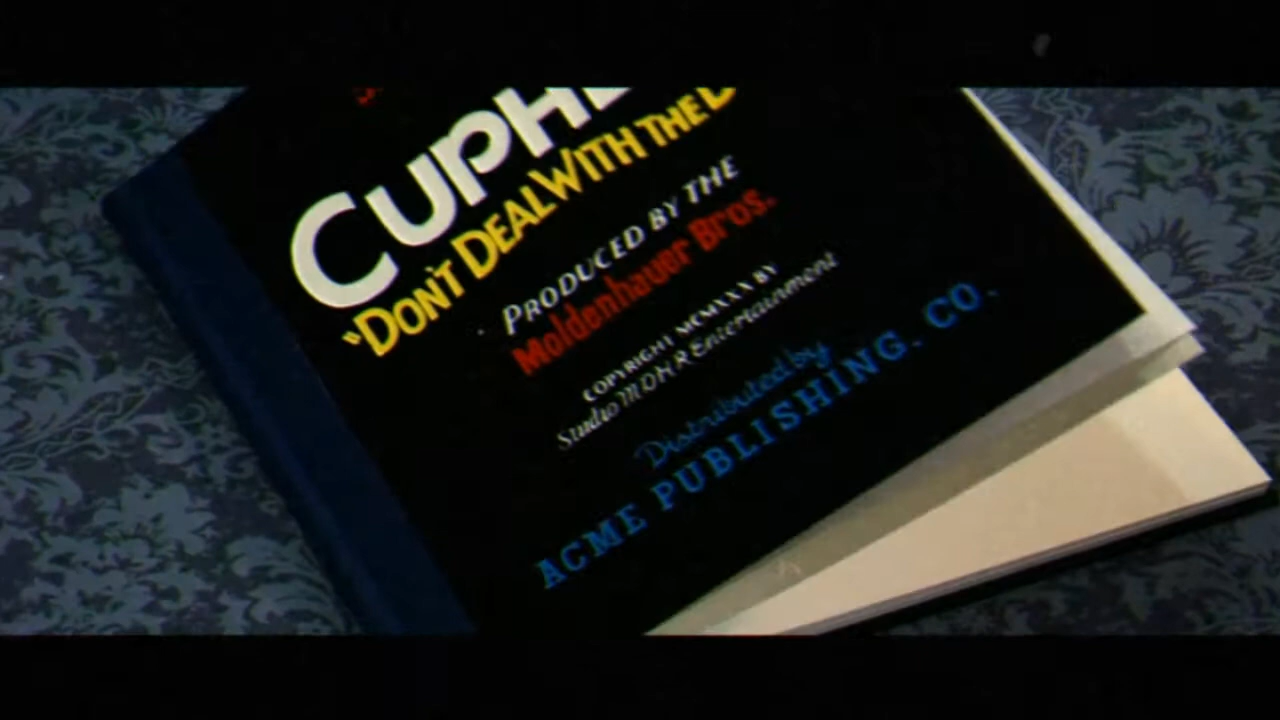 CUPHE
"DON'T DEAL WITH THE D
PRODUCED BY THE
Moldenhauer Bros.
COPYRIGHT MCMXXX BY
Studio MDHR Entertainment
Distributed by
ACME PUBLISHING. CO.